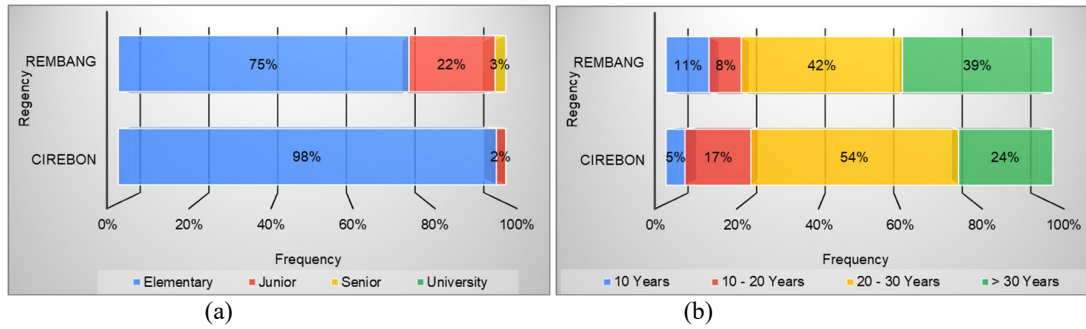 REMBANG
75%
22%
3%
Regency
CIREBON
98%
2%
0%
20%
40%
60%
80%
100%
Frequency
Elementary
Junior
Senior
University
(a)
REMBANG
11%
8%
42%
39%
Regency
CIREBON
5%
17%
54%
24%
0%
20%
40%
60%
80%
100%
Frequency
10 Years
10 - 20 Years
20 - 30 Years
> 30 Years
(b)